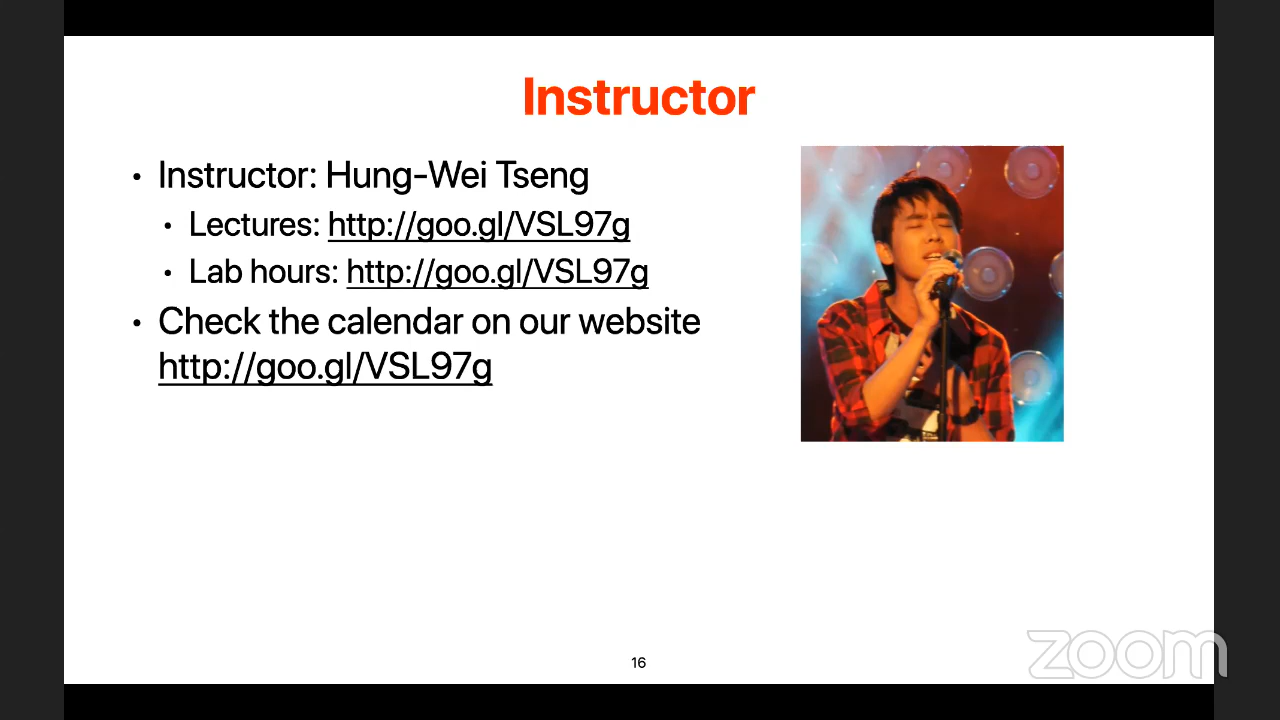 Instructor
• Instructor: Hung-Wei Tseng
• Lectures: http://goo.gl/VSL97g
• Lab hours: http://goo.gl/VSL97g
• Check the calendar on our website
http://goo.gl/VSL97g
16
zoom